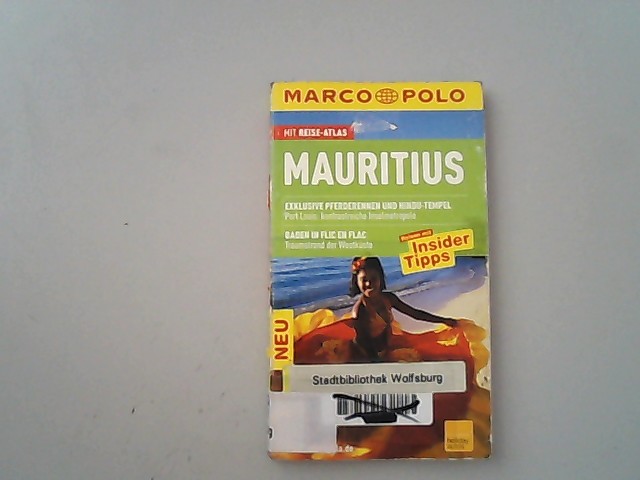 MARCO POLO
MIT REISE-ATLAS
MAURITIUS
EXKLUSIVE PFERDERENNEN UND HINDU-TEMPEL
Port Louis, kontrastreiche Inselmetropole
BADEN IN FLIC EN FLAC
Traumstrand der Westküste
Insider
Tipps
NEU
Stadtbibliothek Wolfsburg
holiday